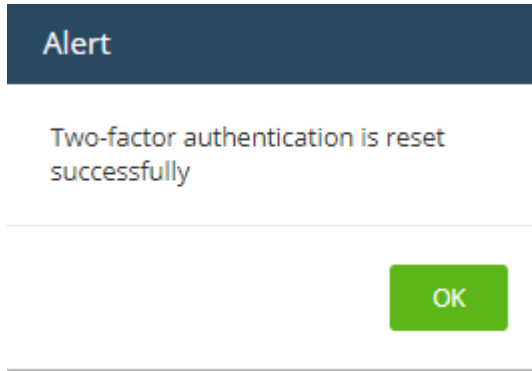 Alert
Two-factor authentication is reset
successfully
OK